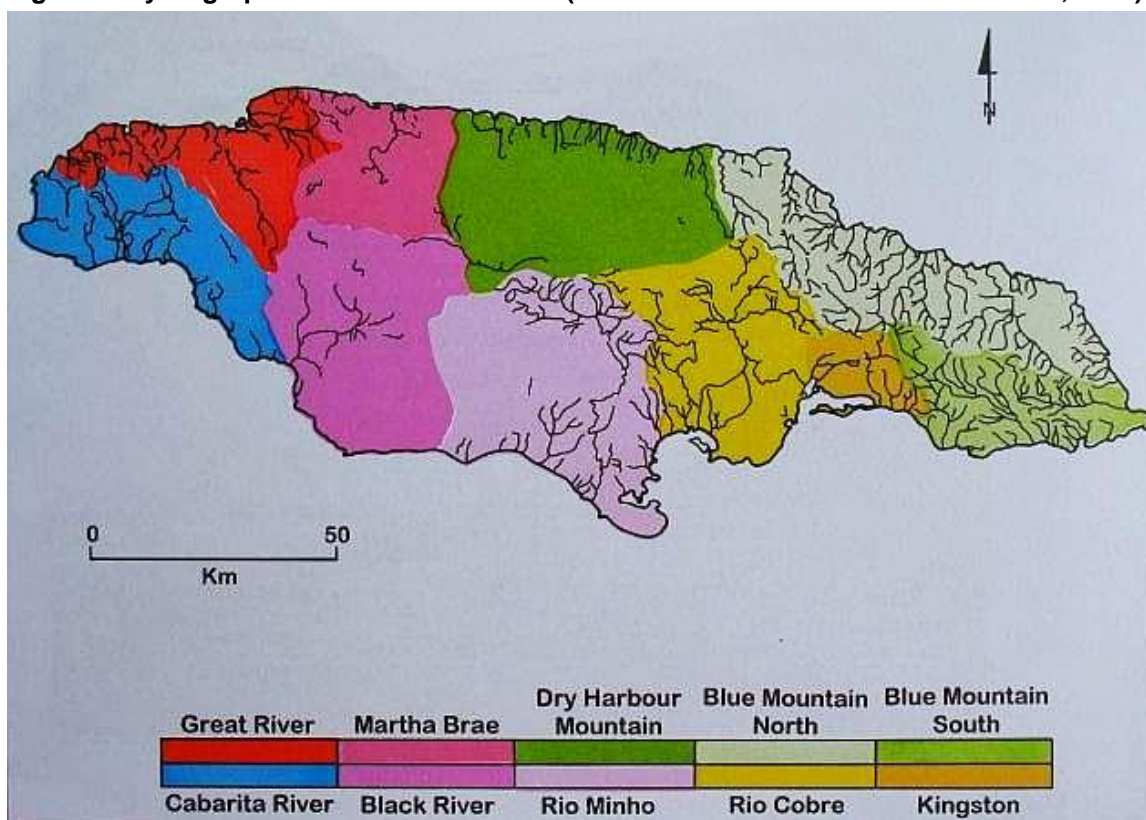 N
0 50
Km
Great River
Martha Brae
Dry Harbour
Mountain
Blue Mountain
North
Blue Mountain
South
Cabarita River
Black River
Rio Minho
Rio Cobre
Kingston